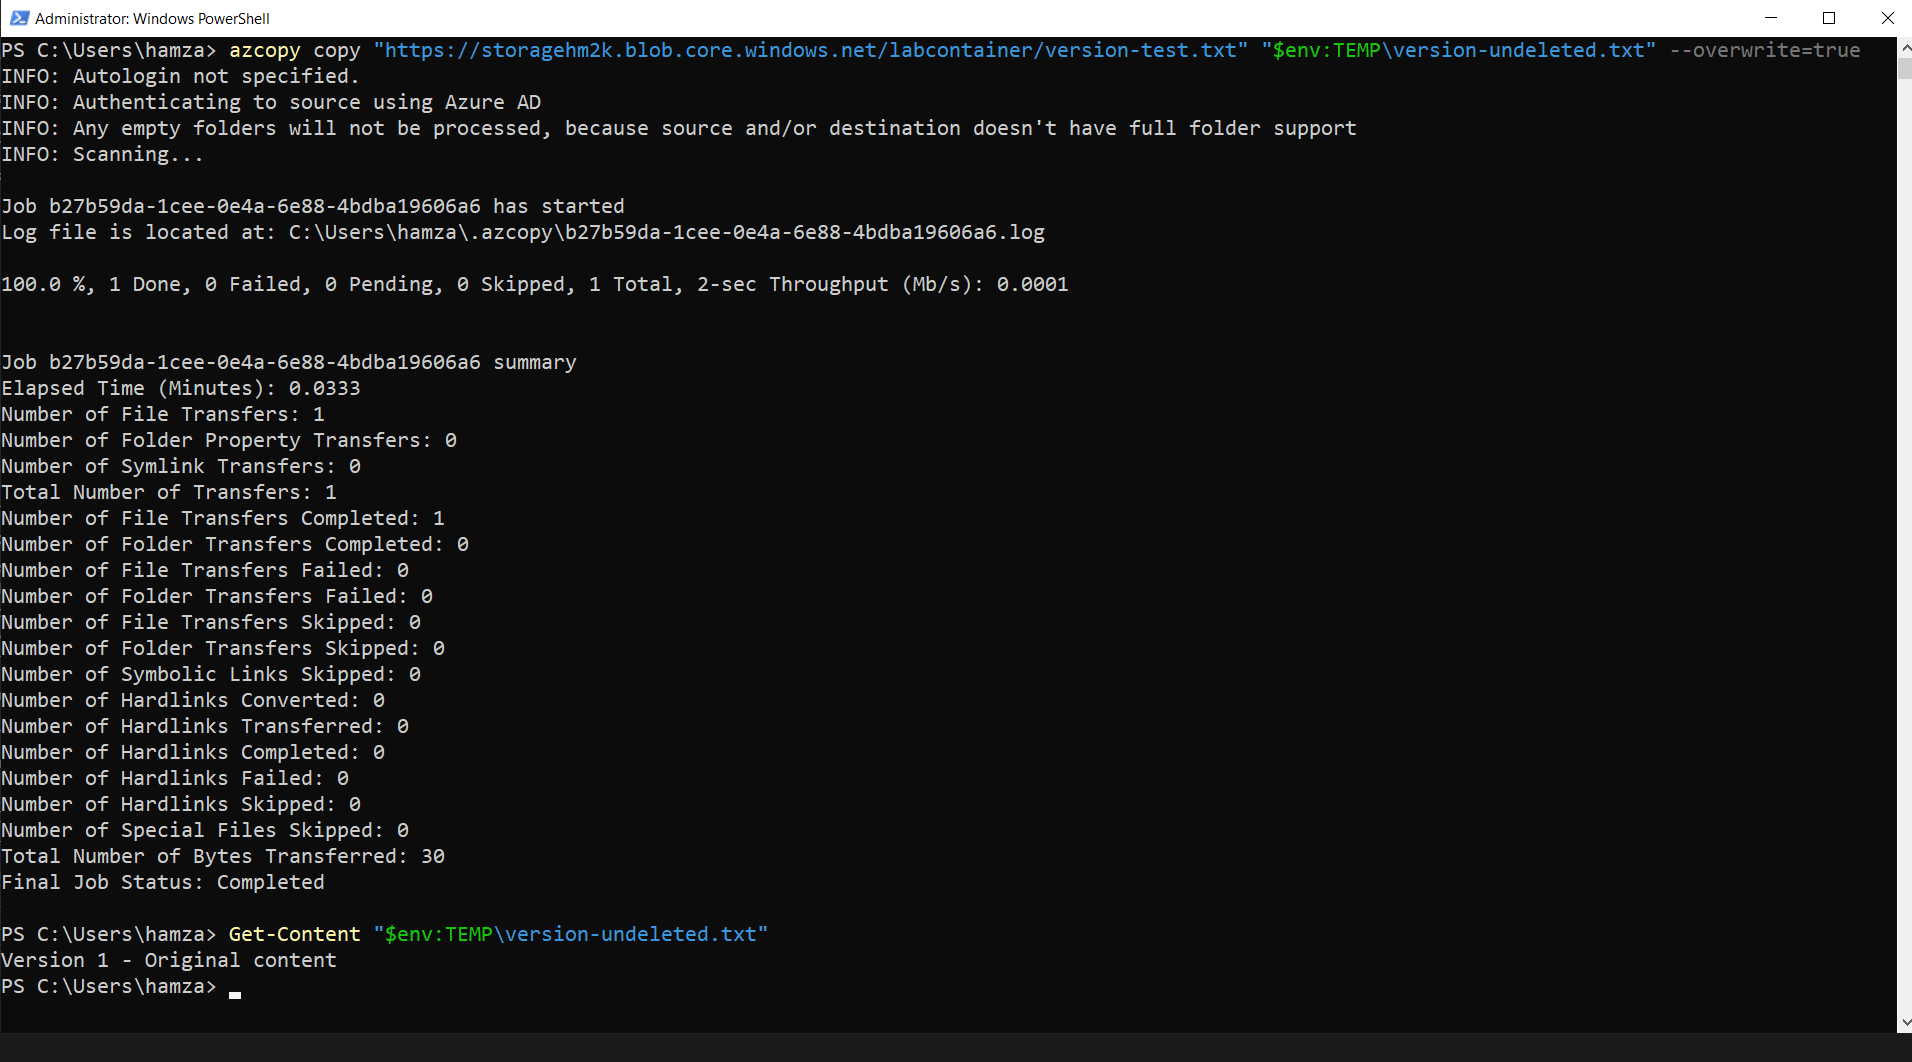 Administrator: Windows PowerShell
PS C:\Users\hamza> azcopy copy "https://storagehm2k.blob.core.windows.net/labcontainer/version-test.txt" "$env:TEMP\version-undeleted.txt" --overwrite=true
INFO: Autologin not specified.
INFO: Authenticating to source using Azure AD
INFO: Any empty folders will not be processed, because source and/or destination doesn't have full folder support
INFO: Scanning...
Job b27b59da-1cee-0e4a-6e88-4bdba19606a6 has started
Log file is located at: C:\Users\hamza\.azcopy\b27b59da-1cee-0e4a-6e88-4bdba19606a6.log
100.0 %, 1 Done, 0 Failed, 0 Pending, 0 Skipped, 1 Total, 2-sec Throughput (Mb/s): 0.0001
Job b27b59da-1cee-0e4a-6e88-4bdba19606a6 summary
Elapsed Time (Minutes): 0.0333
Number of File Transfers: 1
Number of Folder Property Transfers: 0
Number of Symlink Transfers: 0
Total Number of Transfers: 1
Number of File Transfers Completed: 1
Number of Folder Transfers Completed: 0
Number of File Transfers Failed: 0
Number of Folder Transfers Failed: 0
Number of File Transfers Skipped: 0
Number of Folder Transfers Skipped: 0
Number of Symbolic Links Skipped: 0
Number of Hardlinks Converted: 0
Number of Hardlinks Transferred: 0
Number of Hardlinks Completed: 0
Number of Hardlinks Failed: 0
Number of Hardlinks Skipped: 0
Number of Special Files Skipped: 0
Total Number of Bytes Transferred: 30
Final Job Status: Completed
PS C:\Users\hamza> Get-Content "$env:TEMP\version-undeleted.txt"
Version 1 - Original content
PS C:\Users\hamza>